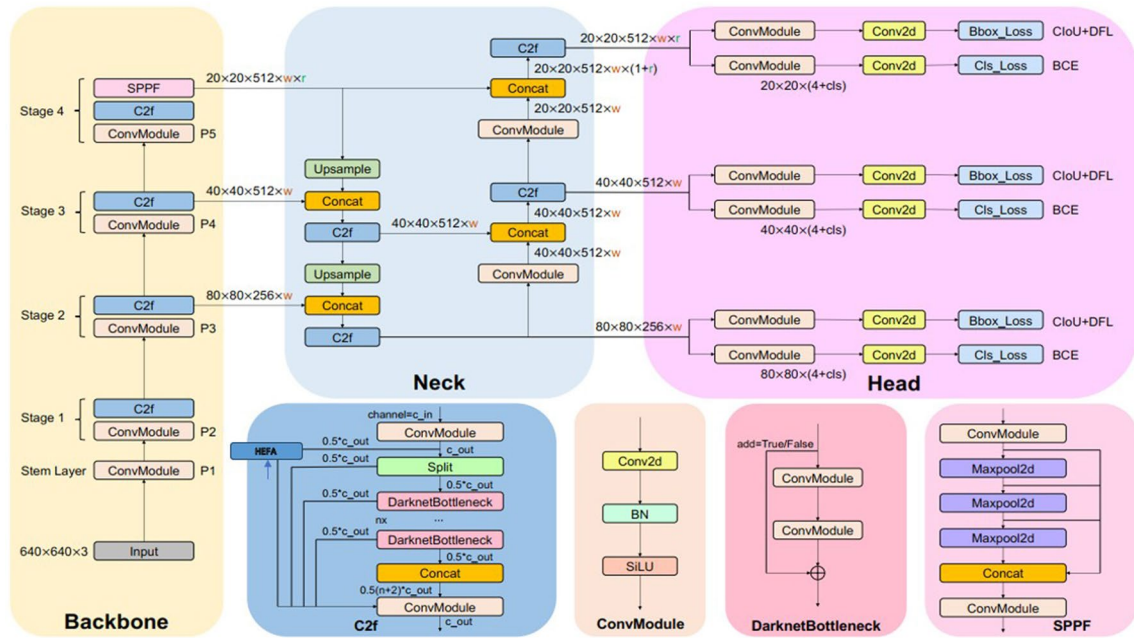 Stage 4
SPPF
C2f
ConvModule
P5
20×20×512×w×r
Stage 3
C2f
ConvModule
P4
40×40×512×w
Stage 2
C2f
ConvModule
P3
80×80×256×w
Stage 1
C2f
ConvModule
P2
Stem Layer
ConvModule
P1
640×640×3
Input
Backbone
C2f
20×20×512×w×r
20×20×512×w×(1+r)
Concat
20×20×512×w
ConvModule
Upsample
Concat
C2f
40×40×512×w
C2f
40×40×512×w
40×40×512×w
Concat
40×40×512×w
ConvModule
Upsample
Concat
C2f
80×80×256×w
Neck
ConvModule
Conv2d
Bbox_Loss
CIoU+DFL
ConvModule
Conv2d
Cls_Loss
BCE
20×20×(4+cls)
ConvModule
Conv2d
Bbox_Loss
CIoU+DFL
ConvModule
Conv2d
Cls_Loss
BCE
40×40×(4+cls)
ConvModule
Conv2d
Bbox_Loss
CIoU+DFL
ConvModule
Conv2d
Cls_Loss
BCE
80×80×(4+cls)
Head
channel=c_in
ConvModule
HEFA
0.5*c_out
c_out
0.5*c_out
Split
0.5*c_out
0.5*c_out
DarknetBottleneck
nx
...
0.5*c_out
DarknetBottleneck
0.5*c_out
Concat
0.5(n+2)*c_out
ConvModule
C2f
c_out
Conv2d
BN
SiLU
ConvModule
add=True/False
ConvModule
ConvModule
DarknetBottleneck
ConvModule
Maxpool2d
Maxpool2d
Maxpool2d
Concat
ConvModule
SPPF